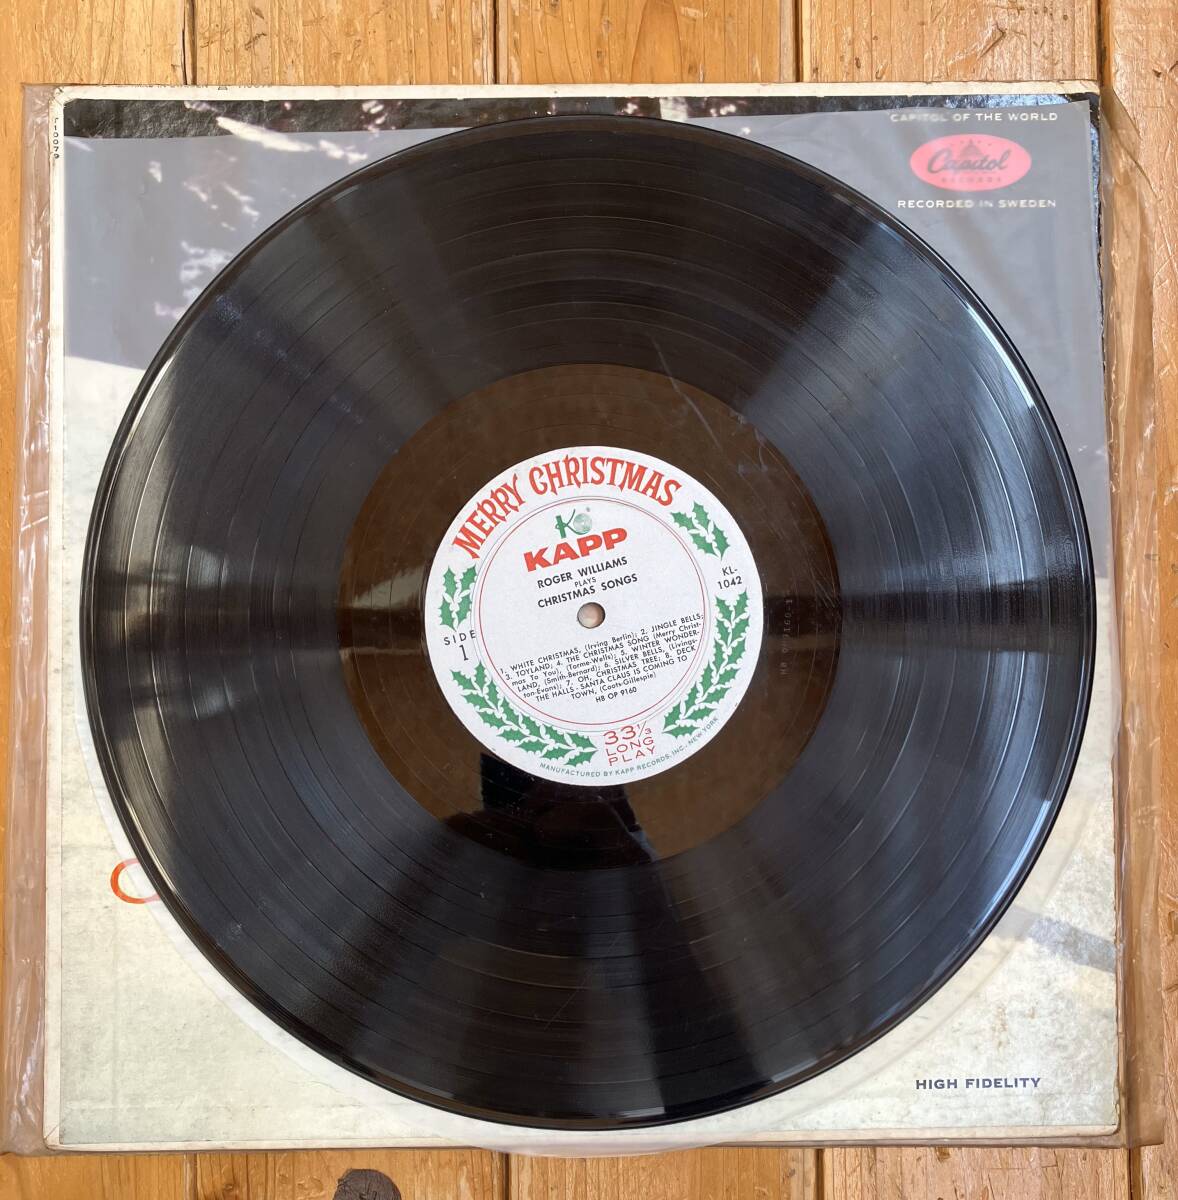 T10079
CAPITOL OF THE WORLD
Capitol
RECORDS
RECORDED IN SWEDEN
MERRY CHRISTMAS
K
KAPP
ROGER WILLIAMS
PLAYS
CHRISTMAS SONGS
KL-
1042
SIDE
1
1. WHITE CHRISTMAS, (Irving Berlin); 2. JINGLE BELLS;
3. TOYLAND; 4. THE CHRISTMAS SONG (Merry Christ-
mas To You), (Torme-Wells); 5. WINTER WONDER-
LAND, (Smith-Bernard); 6. SILVER BELLS, (Livings-
ton-Evans); 7. OH, CHRISTMAS TREE; 8. DECK
THE HALLS - SANTA CLAUS IS COMING TO
TOWN, (Coots-Gillespie)
HB OP 9160
33⅓
LONG
PLAY
MANUFACTURED BY KAPP RECORDS, INC., NEW YORK
HIGH FIDELITY